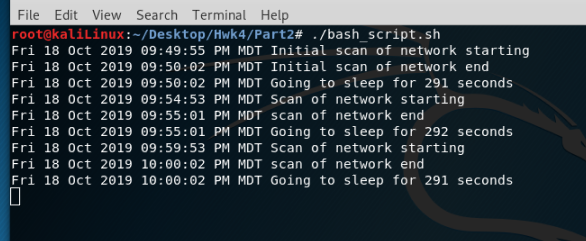 File Edit View Search Terminal Help
root@kaliLinux:~/Desktop/Hwk4/Part2# ./bash_script.sh
Fri 18 Oct 2019 09:49:55 PM MDT Initial scan of network starting
Fri 18 Oct 2019 09:50:02 PM MDT Initial scan of network end
Fri 18 Oct 2019 09:50:02 PM MDT Going to sleep for 291 seconds
Fri 18 Oct 2019 09:54:53 PM MDT Scan of network starting
Fri 18 Oct 2019 09:55:01 PM MDT scan of network end
Fri 18 Oct 2019 09:55:01 PM MDT Going to sleep for 292 seconds
Fri 18 Oct 2019 09:59:53 PM MDT Scan of network starting
Fri 18 Oct 2019 10:00:02 PM MDT scan of network end
Fri 18 Oct 2019 10:00:02 PM MDT Going to sleep for 291 seconds